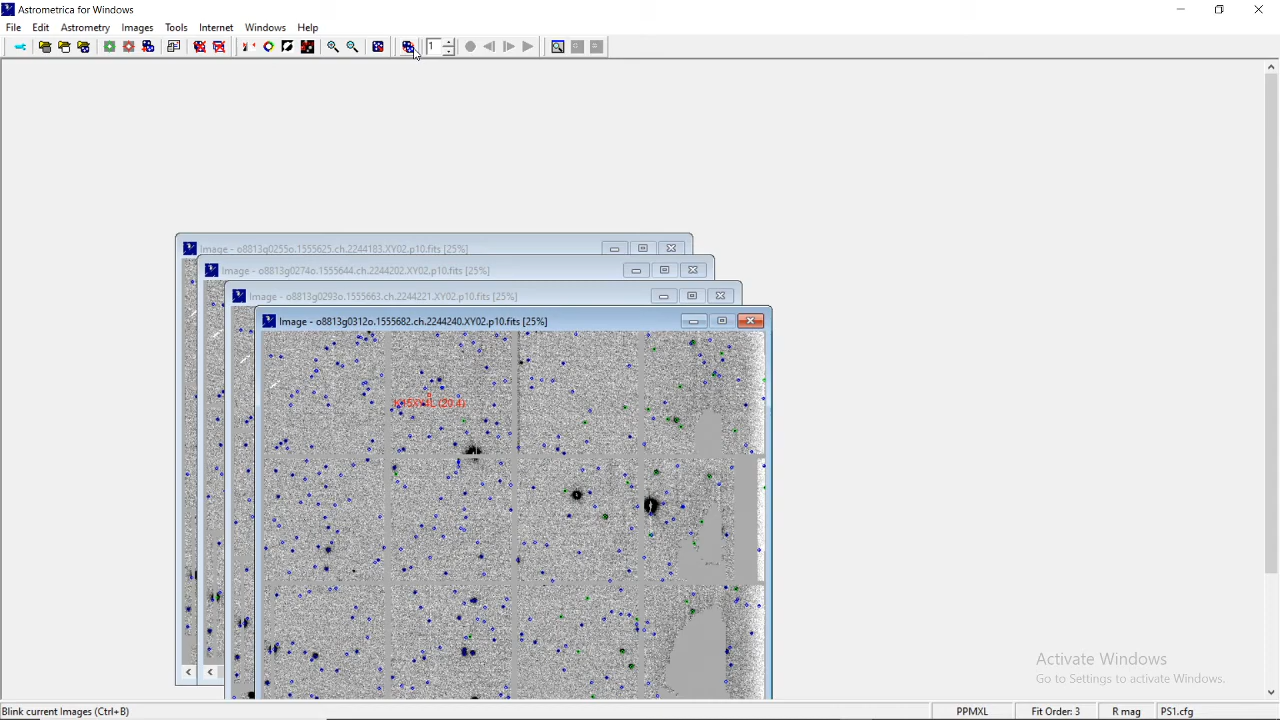 Astrometrica for Windows
File Edit Astrometry Images Tools Internet Windows Help
1
Image - o8813g0255o.1555625.ch.2244183.XY02.p10.fits [25%]
Image - o8813g0274o.1555644.ch.2244202.XY02.p10.fits [25%]
Image - o8813g0293o.1555663.ch.2244221.XY02.p10.fits [25%]
Image - o8813g0312o.1555682.ch.2244240.XY02.p10.fits [25%]
Activate Windows
Go to Settings to activate Windows.
Blink current Images (Ctrl+B) PPMXL Fit Order: 3 R mag PS1.cfg